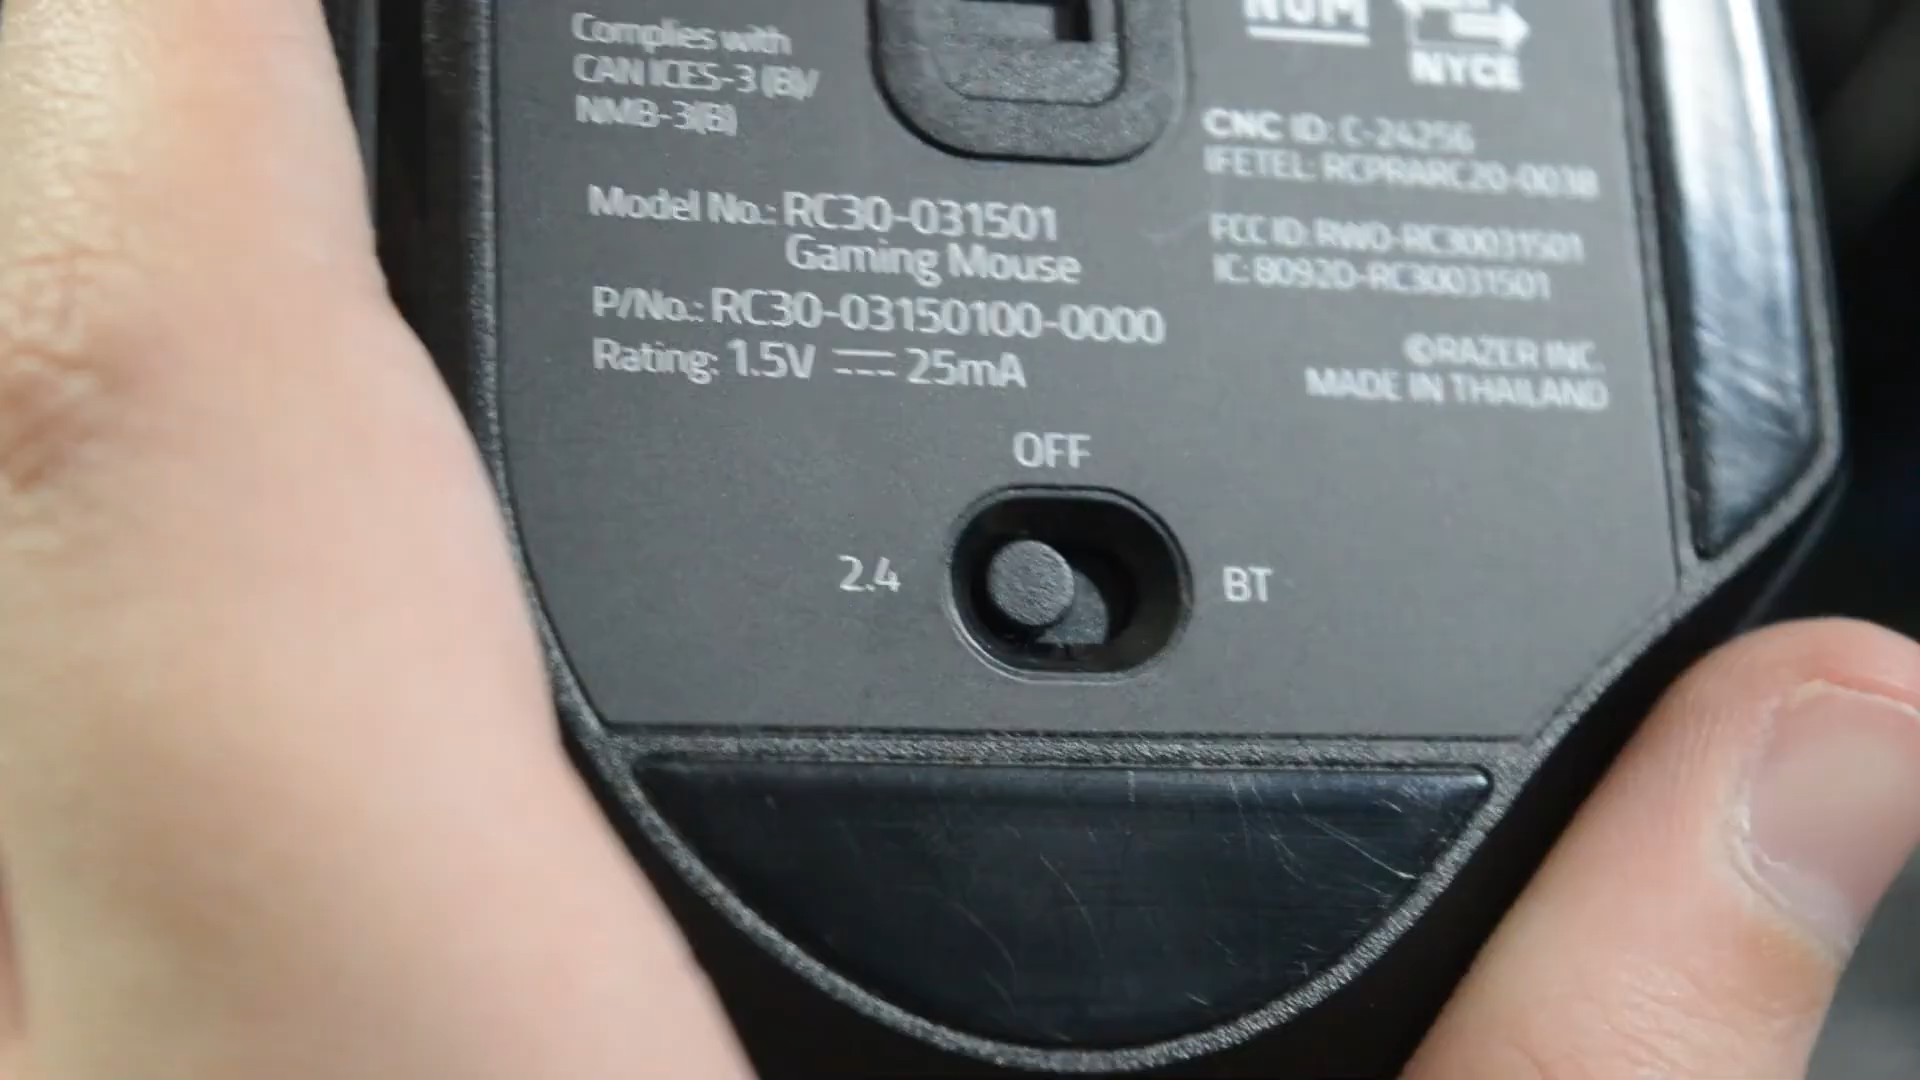 Complies with
CAN ICES-3 (B)/
NMB-3(B)
NOM
NYCE
CNC ID: C-24256
IFETEL: RCPRARC20-0038
Model No.: RC30-031501
Gaming Mouse
P/No.: RC30-03150100-0000
Rating: 1.5V ⎓ 25mA
FCC ID: RWO-RC30031501
IC: 8092D-RC30031501
©RAZER INC.
MADE IN THAILAND
OFF
2.4
BT